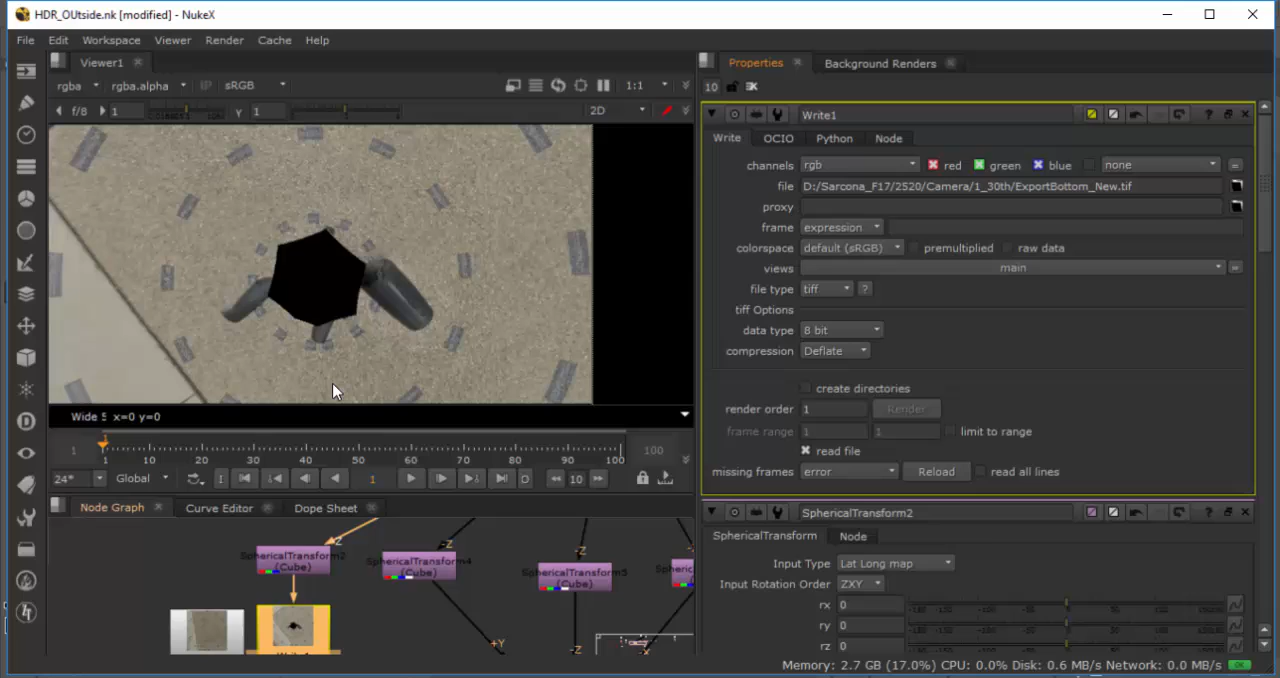 HDR_OUtside.nk [modified] - NukeX
File Edit Workspace Viewer Render Cache Help
Viewer1
rgba rgba.alpha IP sRGB 1:1
f/8 1 Y 1 2D
Wide 5 x=0 y=0
1 1 10 20 30 40 50 60 70 80 90 100 100
24* Global I 1 O 10
Node Graph Curve Editor Dope Sheet
SphericalTransform2
(Cube)
SphericalTransform4
(Cube)
SphericalTransform5
(Cube)
-Z
-Z
-Z
+Y
-Z
Properties Background Renders
10
Write1
Write OCIO Python Node
channels rgb red green blue none =
file D:/Sarcona_F17/2520/Camera/1_30th/ExportBottom_New.tif
proxy
frame expression
colorspace default (sRGB) premultiplied raw data
views main =
file type tiff ?
tiff Options
data type 8 bit
compression Deflate
create directories
render order 1 Render
frame range 1 1 limit to range
read file
missing frames error Reload read all lines
SphericalTransform2
SphericalTransform Node
Input Type Lat Long map
Input Rotation Order ZXY
rx 0
ry 0
rz 0
Memory: 2.7 GB (17.0%) CPU: 0.0% Disk: 0.6 MB/s Network: 0.0 MB/s